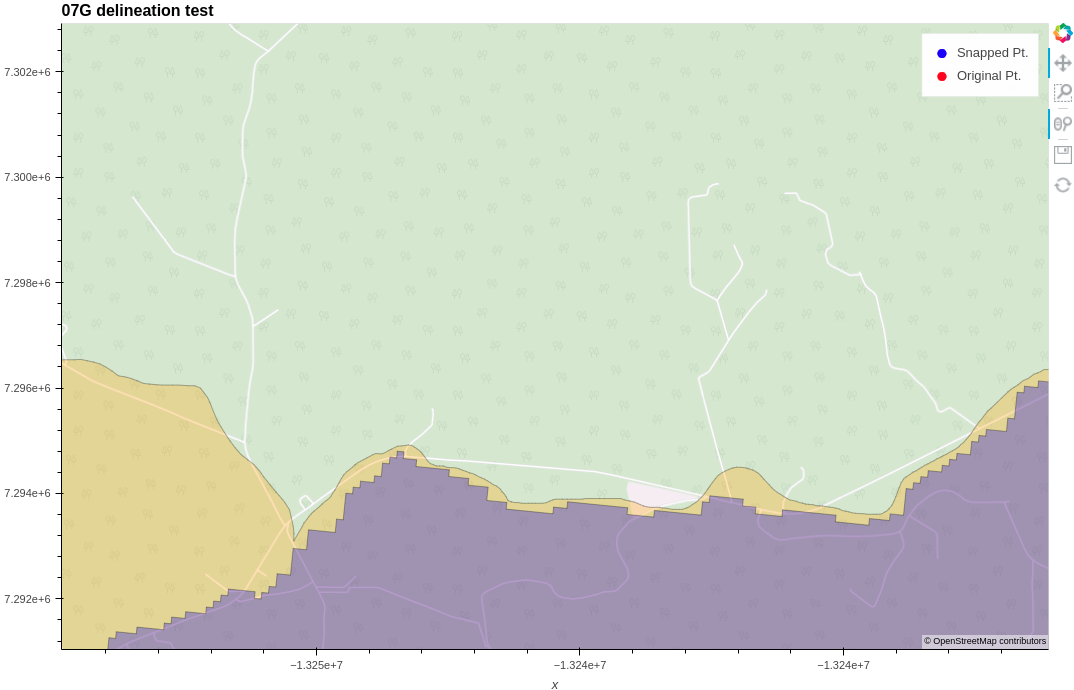 07G delineation test
Snapped Pt.
Original Pt.
7.302e+6
7.300e+6
7.298e+6
7.296e+6
7.294e+6
7.292e+6
© OpenStreetMap contributors
−1.325e+7
−1.324e+7
−1.324e+7
x